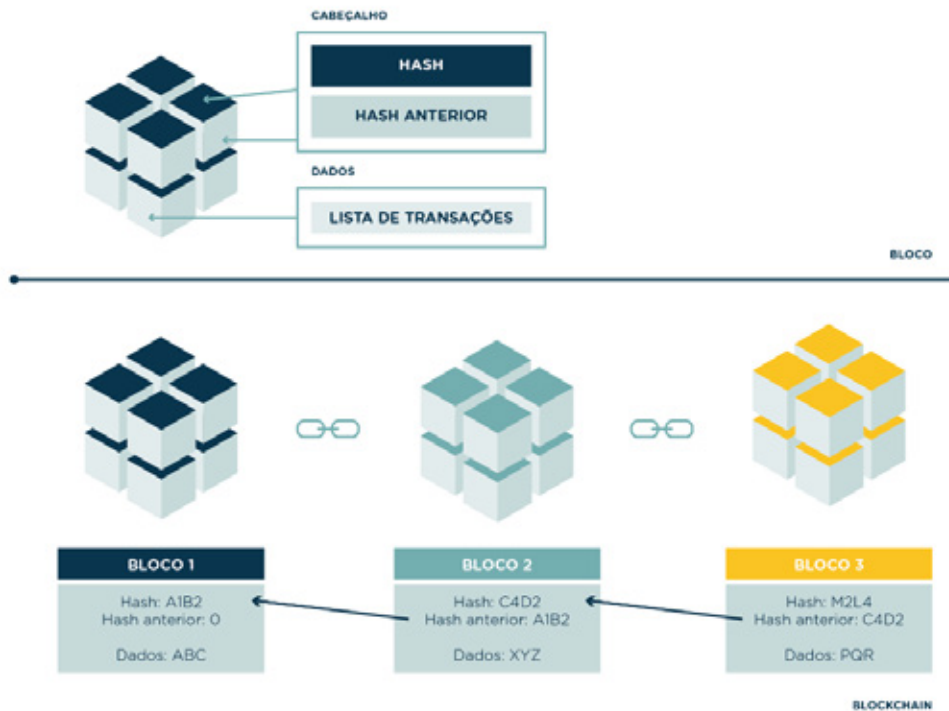 CABEÇALHO
HASH
HASH ANTERIOR
DADOS
LISTA DE TRANSAÇÕES
BLOCO
BLOCO 1
Hash: A1B2
Hash anterior: 0
Dados: ABC
BLOCO 2
Hash: C4D2
Hash anterior: A1B2
Dados: XYZ
BLOCO 3
Hash: M2L4
Hash anterior: C4D2
Dados: PQR
BLOCKCHAIN